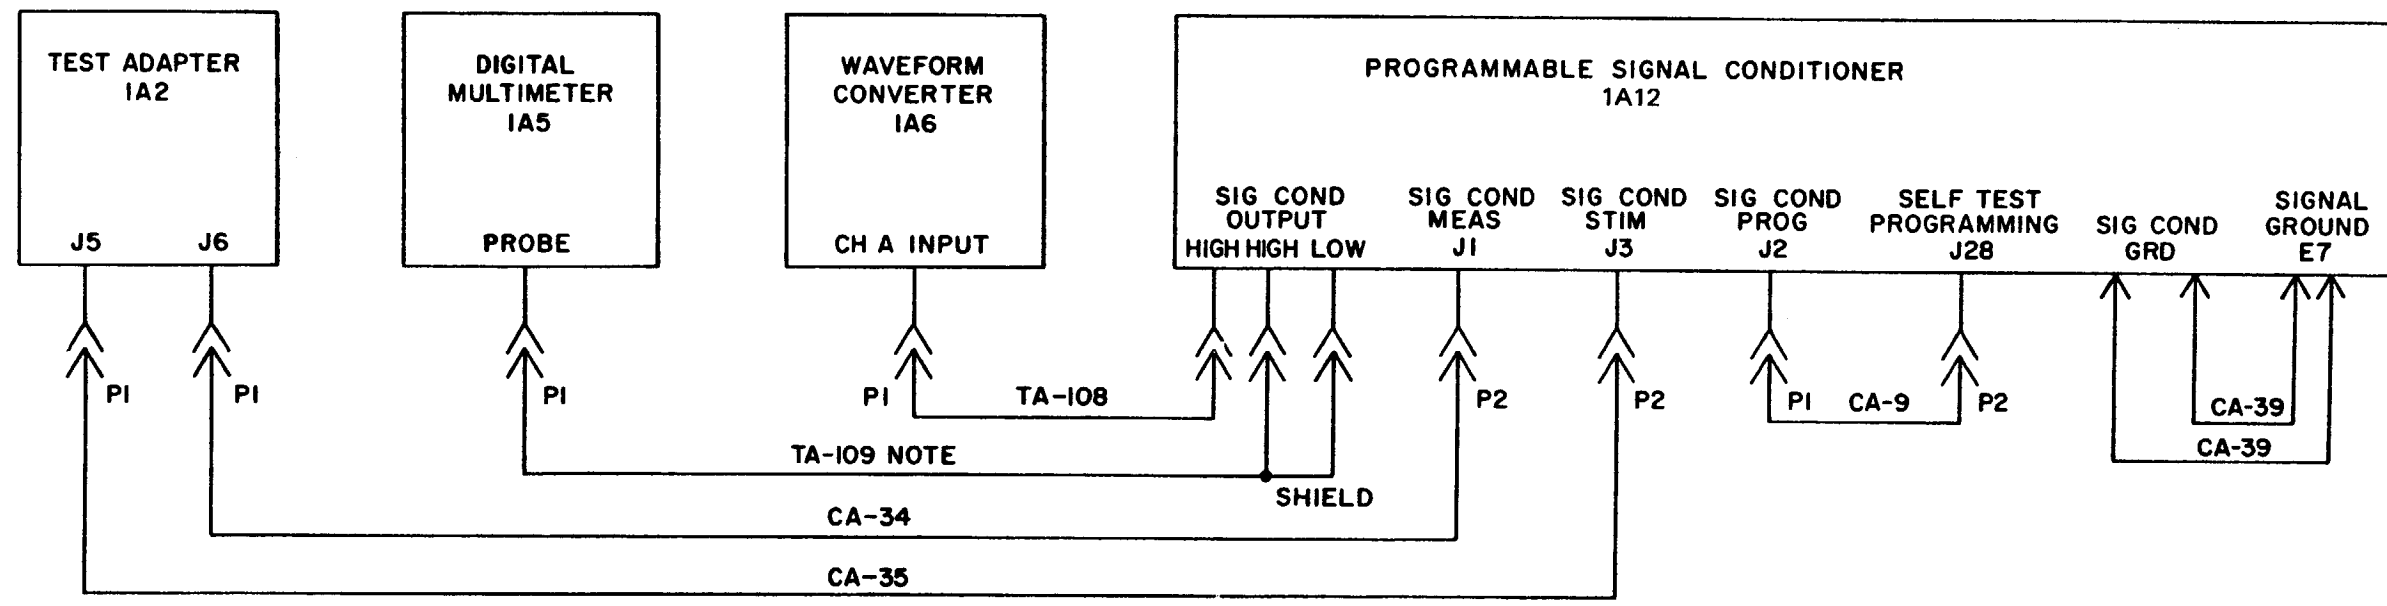 TEST ADAPTER
1A2
J5 J6
DIGITAL
MULTIMETER
1A5
PROBE
WAVEFORM
CONVERTER
1A6
CH A INPUT
PROGRAMMABLE SIGNAL CONDITIONER
1A12
SIG COND
OUTPUT
HIGH HIGH LOW
SIG COND
MEAS
J1
SIG COND
STIM
J3
SIG COND
PROG
J2
SELF TEST
PROGRAMMING
J28
SIG COND
GRD
SIGNAL
GROUND
E7
P1 P1 P1 P1 TA-108 P2 P2 P1 CA-9 P2 CA-39
CA-39
TA-109 NOTE
SHIELD
CA-34
CA-35